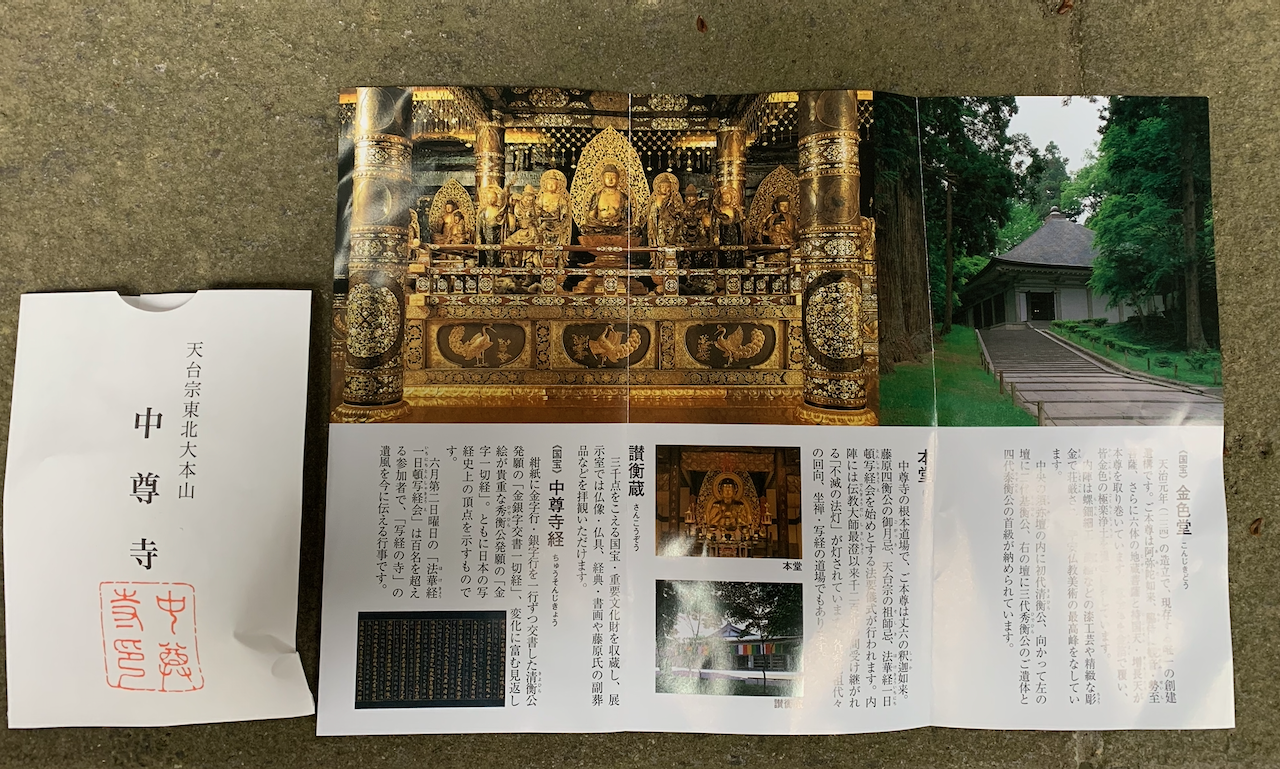 天台宗東北大本山
中尊寺
中尊
寺印
〈国宝〉金色堂 こんじきどう
天治元年(一一二四)の造立で、現存 唯一の創建
遺構です。ご本尊は阿弥陀如来、脇侍 勢至
菩薩、さらに六体の地蔵菩薩と 増長天が
本尊を取り巻いています。 で覆い、
皆金色の極楽浄土 います。
内陣は螺鈿細工 などの漆工芸や精緻な彫
金で荘厳 仏教美術の最高峰をなしてい
ます。
中央の須弥壇の内に初代清衡公、向かって左の
壇に二代基衡公、右の壇に三代秀衡公のご遺体と
四代泰衡公の首級が納められています。
本堂
中尊寺の根本道場で、ご本尊は丈六の釈迦如来。
藤原四衡公の御月忌、天台宗の祖師忌、法華経一日
頓写経会を始めとする法要儀式が行われます。内
陣には伝教大師最澄以来千二百 間受け継がれ
る「不滅の法灯」が灯されていま 代々
の回向、坐禅・写経の道場でもあり
本堂
讃衡
讃衡蔵 さんこうぞう
三千点をこえる国宝・重要文化財を収蔵し、展
示室では仏像・仏具、経典・書画や藤原氏の副葬
品などを拝観いただけます。
〈国宝〉中尊寺経 ちゅうそんじきょう
紺紙に金字行・銀字行を一行ずつ交書した清衡公
発願の「金銀字交書一切経」、変化に富む見返し
絵が貴重な秀衡公発願の「金
字一切経」。ともに日本の写
経史上の頂点を示すもので
す。
六月第二日曜日の「法華経
一日頓写経会」は百名を超え
る参加者で、「写経の寺」の
遺風を今に伝える行事です。